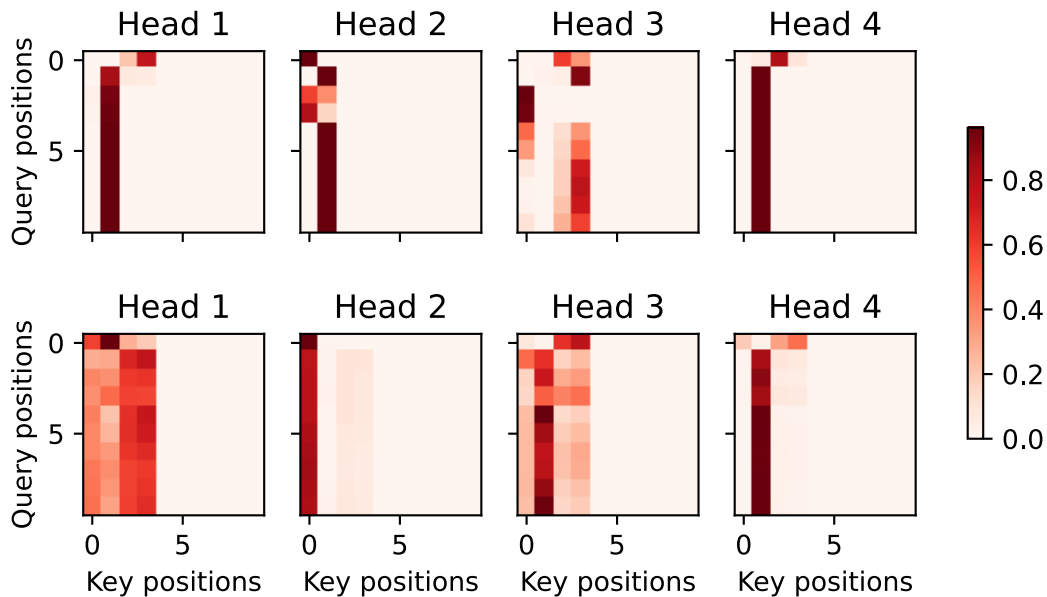 Head 1 Head 2 Head 3 Head 4
Query positions
0
5
0.8
0.6
0.4
0.2
0.0
Head 1 Head 2 Head 3 Head 4
Query positions
0
5
0 5 0 5 0 5 0 5
Key positions Key positions Key positions Key positions